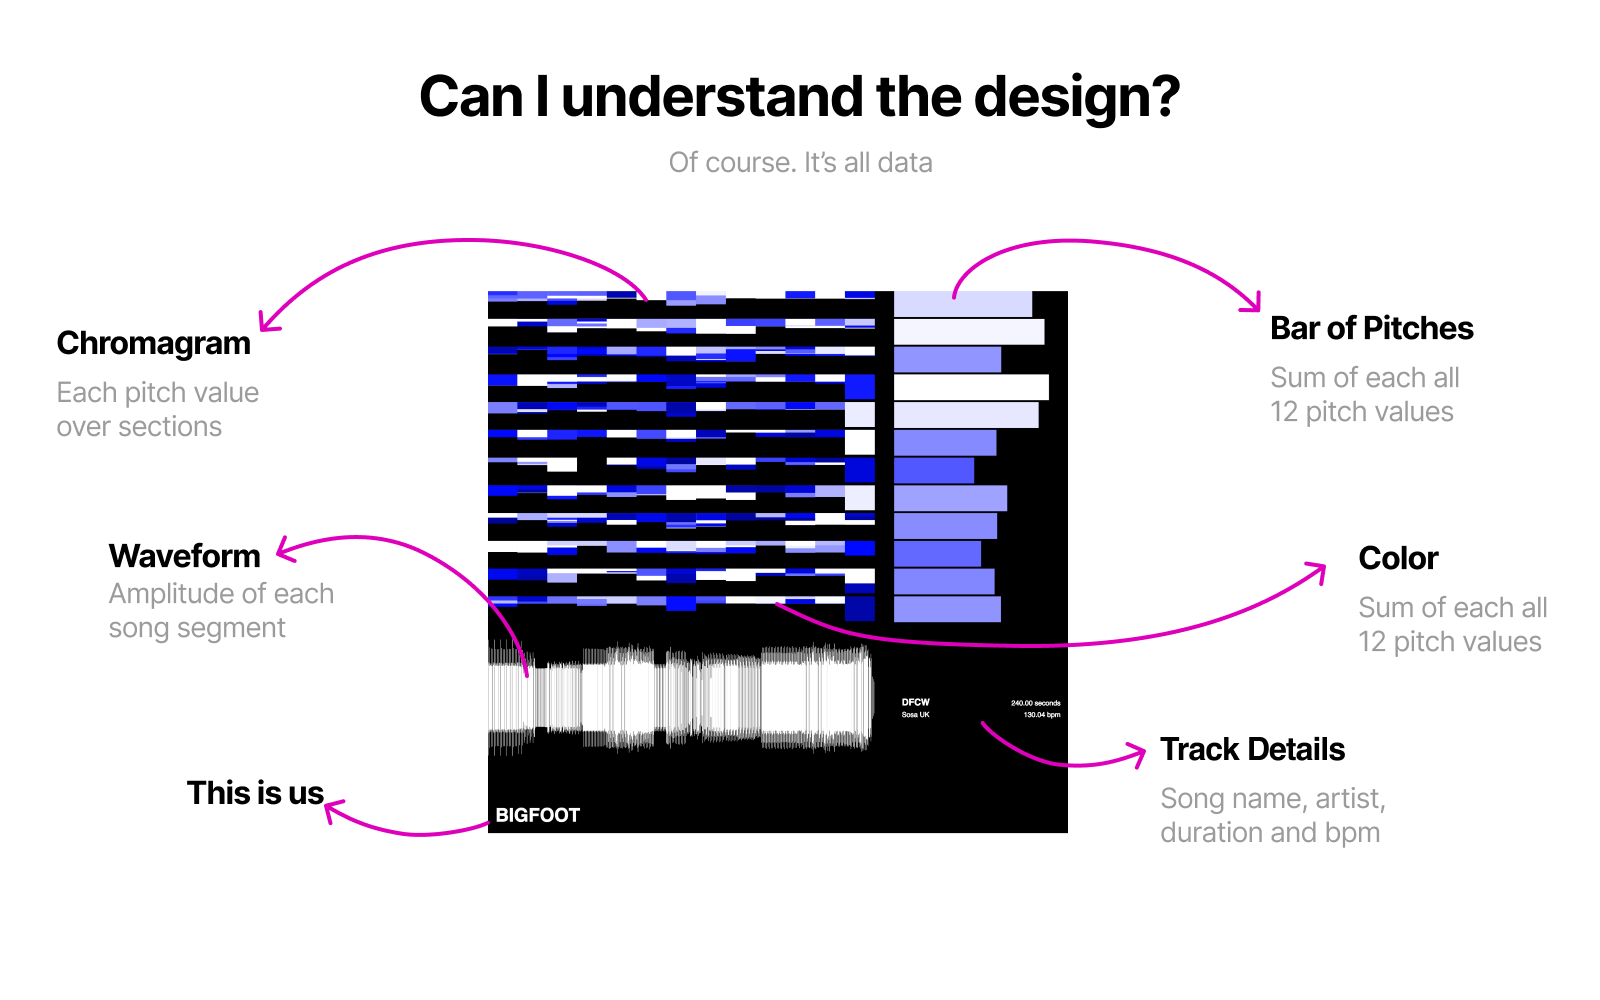 Can I understand the design?
Of course. It's all data
Chromagram
Each pitch value
over sections
Bar of Pitches
Sum of each all
12 pitch values
Waveform
Amplitude of each
song segment
Color
Sum of each all
12 pitch values
DFCW
240.00 seconds
Sosa UK
130.04 bpm
Track Details
Song name, artist,
duration and bpm
This is us
BIGFOOT